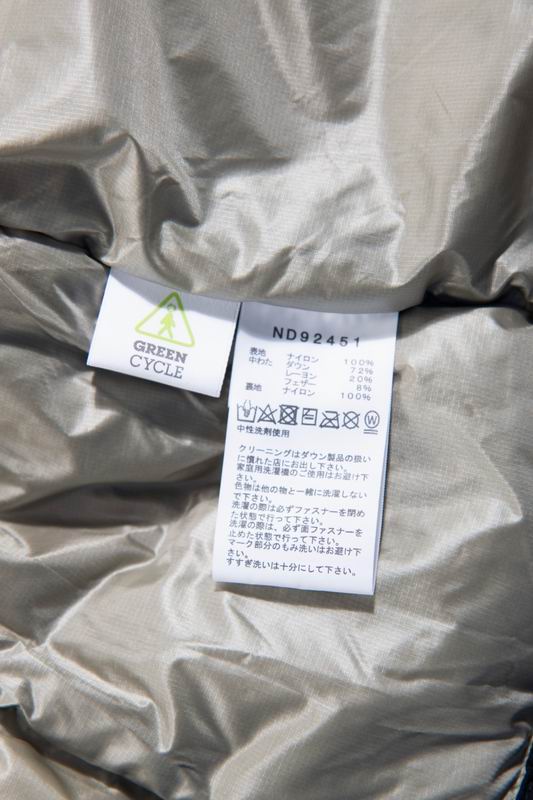 GREEN
CYCLE
ND92451
表地 ナイロン 100%
中わた ダウン 72%
レーヨン 20%
フェザー 8%
裏地 ナイロン 100%
中性洗剤使用
クリーニングはダウン製品の扱い
に慣れた店にお出し下さい。
家庭用洗濯機のご使用はお避け下
さい。
色物は他の物と一緒に洗濯しない
で下さい。
洗濯の際は必ずファスナーを閉め
た状態で行って下さい。
洗濯の際は、必ず面ファスナーを
止めた状態で行って下さい。
マーク部分のもみ洗いはお避け下
さい。
すすぎ洗いは十分にして下さい。